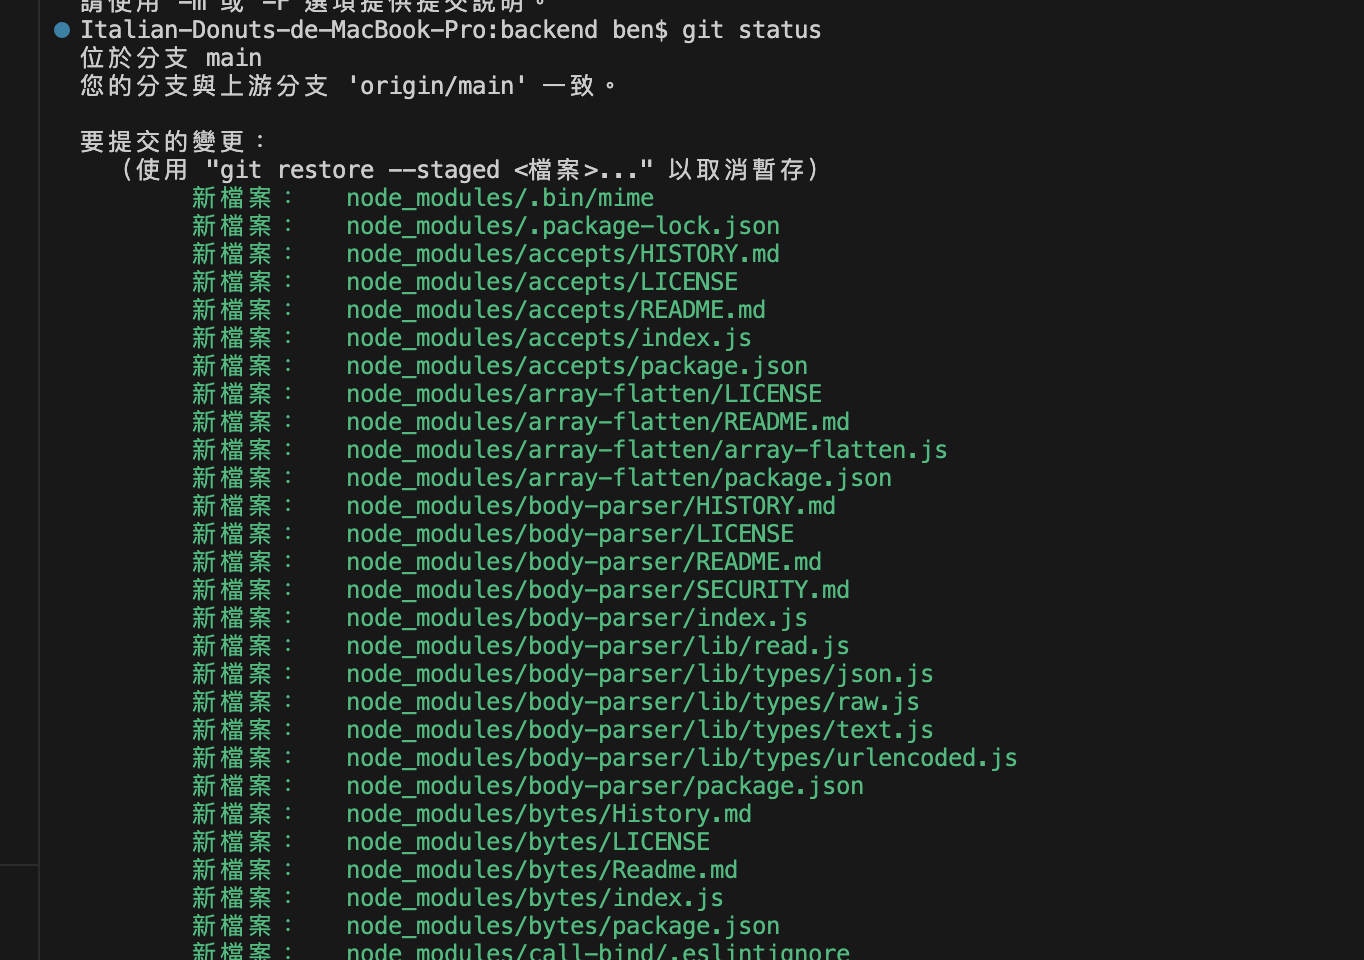 請使用 -m 或 -F 選項提供提交說明。
Italian-Donuts-de-MacBook-Pro:backend ben$ git status
位於分支 main
您的分支與上游分支 'origin/main' 一致。
要提交的變更：
（使用 "git restore --staged <檔案>..." 以取消暫存）
新檔案：   node_modules/.bin/mime
新檔案：   node_modules/.package-lock.json
新檔案：   node_modules/accepts/HISTORY.md
新檔案：   node_modules/accepts/LICENSE
新檔案：   node_modules/accepts/README.md
新檔案：   node_modules/accepts/index.js
新檔案：   node_modules/accepts/package.json
新檔案：   node_modules/array-flatten/LICENSE
新檔案：   node_modules/array-flatten/README.md
新檔案：   node_modules/array-flatten/array-flatten.js
新檔案：   node_modules/array-flatten/package.json
新檔案：   node_modules/body-parser/HISTORY.md
新檔案：   node_modules/body-parser/LICENSE
新檔案：   node_modules/body-parser/README.md
新檔案：   node_modules/body-parser/SECURITY.md
新檔案：   node_modules/body-parser/index.js
新檔案：   node_modules/body-parser/lib/read.js
新檔案：   node_modules/body-parser/lib/types/json.js
新檔案：   node_modules/body-parser/lib/types/raw.js
新檔案：   node_modules/body-parser/lib/types/text.js
新檔案：   node_modules/body-parser/lib/types/urlencoded.js
新檔案：   node_modules/body-parser/package.json
新檔案：   node_modules/bytes/History.md
新檔案：   node_modules/bytes/LICENSE
新檔案：   node_modules/bytes/Readme.md
新檔案：   node_modules/bytes/index.js
新檔案：   node_modules/bytes/package.json
新檔案：   node_modules/call-bind/.eslintignore